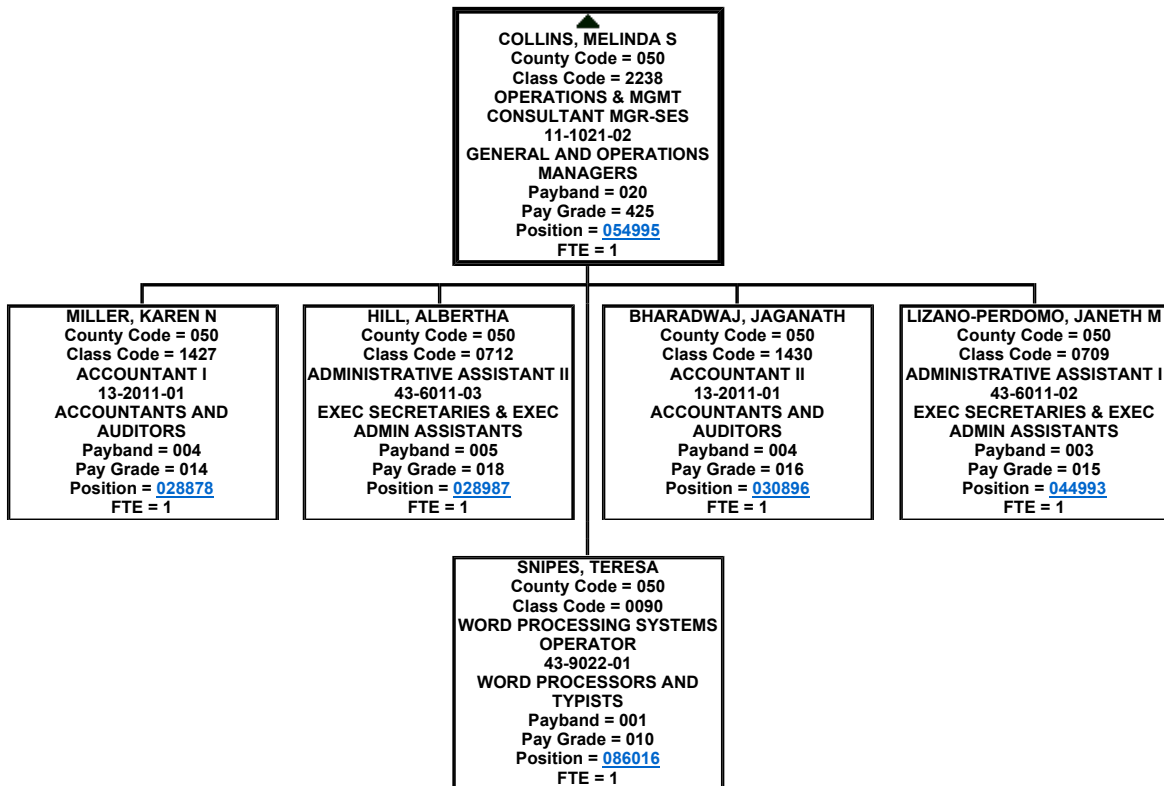 COLLINS, MELINDA S
County Code = 050
Class Code = 2238
OPERATIONS & MGMT
CONSULTANT MGR-SES
11-1021-02
GENERAL AND OPERATIONS
MANAGERS
Payband = 020
Pay Grade = 425
Position = 054995
FTE = 1
MILLER, KAREN N
County Code = 050
Class Code = 1427
ACCOUNTANT I
13-2011-01
ACCOUNTANTS AND
AUDITORS
Payband = 004
Pay Grade = 014
Position = 028878
FTE = 1
HILL, ALBERTHA
County Code = 050
Class Code = 0712
ADMINISTRATIVE ASSISTANT II
43-6011-03
EXEC SECRETARIES & EXEC
ADMIN ASSISTANTS
Payband = 005
Pay Grade = 018
Position = 028987
FTE = 1
BHARADWAJ, JAGANATH
County Code = 050
Class Code = 1430
ACCOUNTANT II
13-2011-01
ACCOUNTANTS AND
AUDITORS
Payband = 004
Pay Grade = 016
Position = 030896
FTE = 1
LIZANO-PERDOMO, JANETH M
County Code = 050
Class Code = 0709
ADMINISTRATIVE ASSISTANT I
43-6011-02
EXEC SECRETARIES & EXEC
ADMIN ASSISTANTS
Payband = 003
Pay Grade = 015
Position = 044993
FTE = 1
SNIPES, TERESA
County Code = 050
Class Code = 0090
WORD PROCESSING SYSTEMS
OPERATOR
43-9022-01
WORD PROCESSORS AND
TYPISTS
Payband = 001
Pay Grade = 010
Position = 086016
FTE = 1